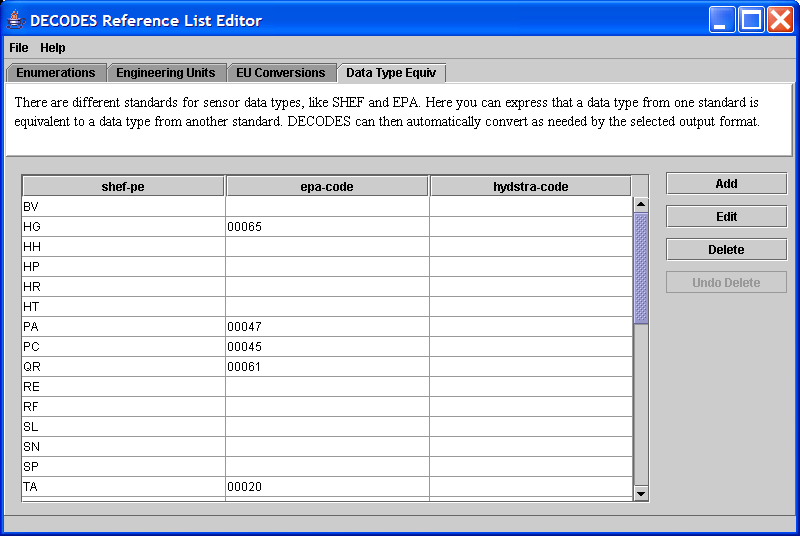 DECODES Reference List Editor
File Help
Enumerations Engineering Units EU Conversions Data Type Equiv
There are different standards for sensor data types, like SHEF and EPA. Here you can express that a data type from one standard is
equivalent to a data type from another standard. DECODES can then automatically convert as needed by the selected output format.
shef-pe epa-code hydstra-code
BV
HG 00065
HH
HP
HR
HT
PA 00047
PC 00045
QR 00061
RE
RF
SL
SN
SP
TA 00020
Add
Edit
Delete
Undo Delete